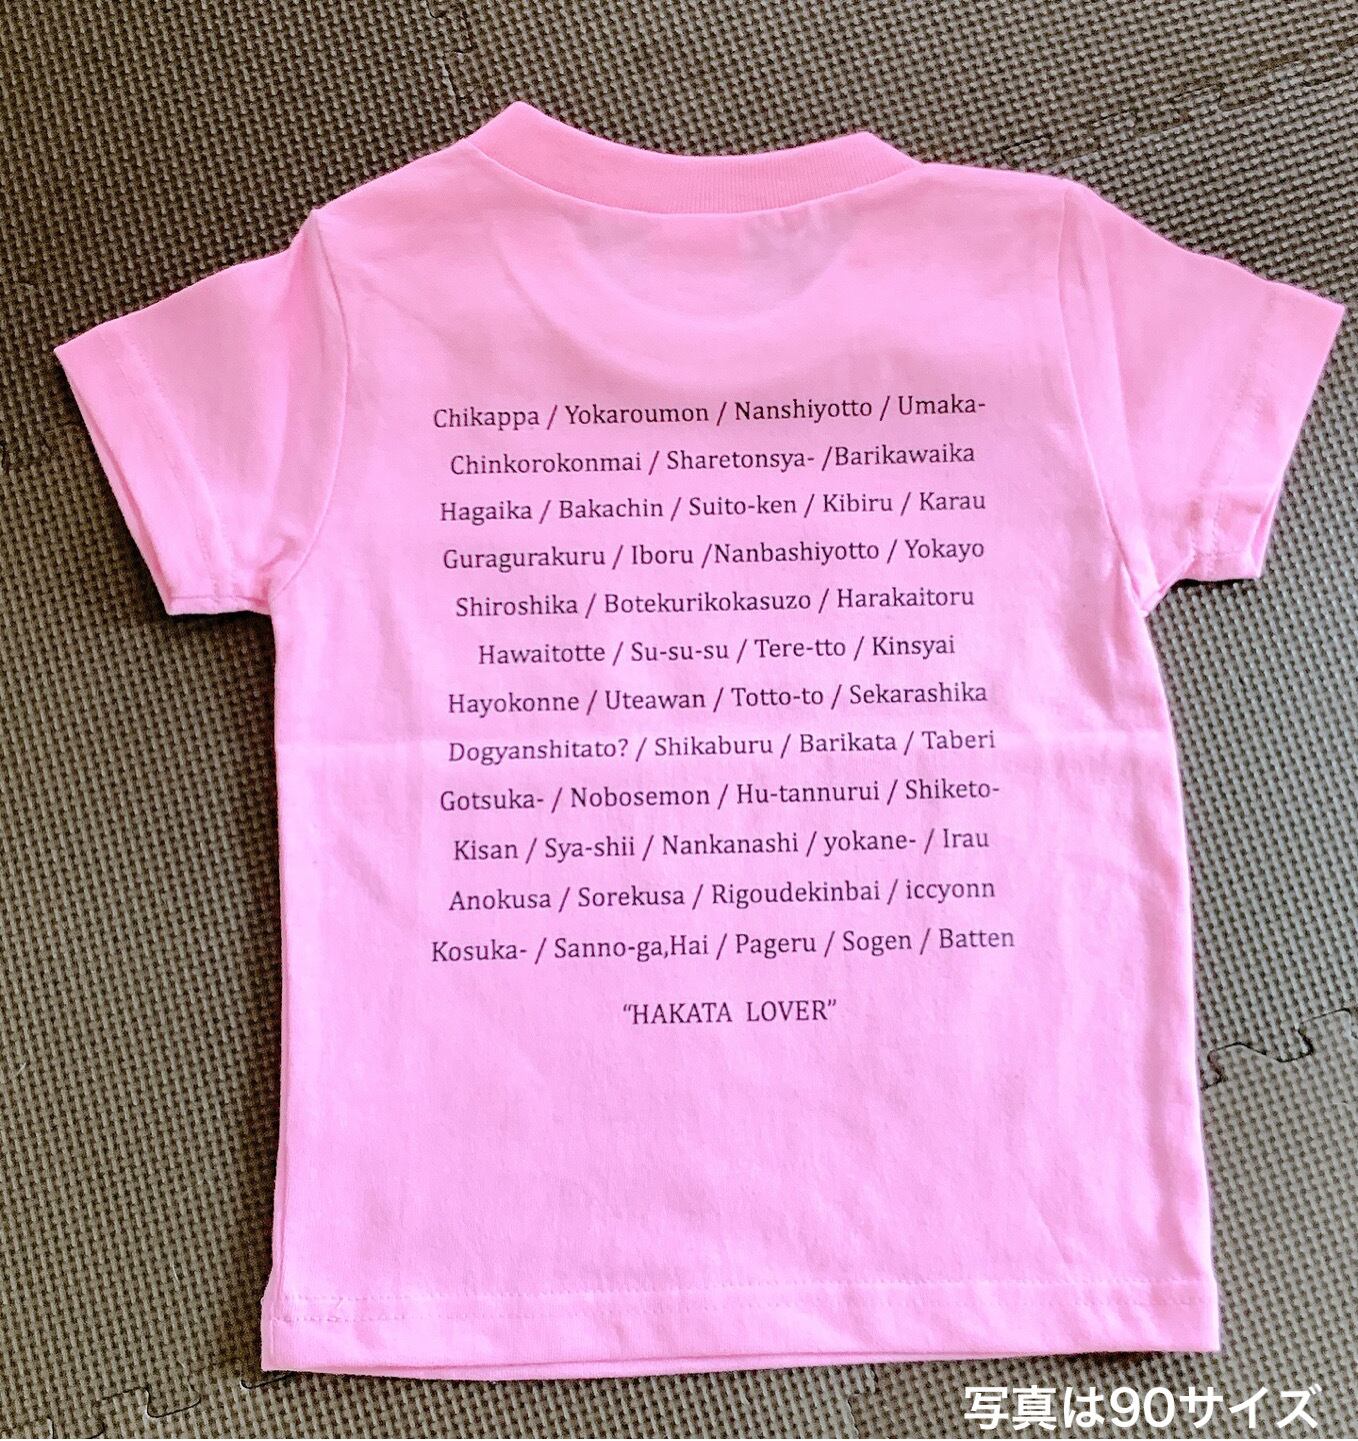 Chikappa / Yokaroumon / Nanshiyotto / Umaka-
Chinkorokonmai / Sharetonsya- /Barikawaika
Hagaika / Bakachin / Suito-ken / Kibiru / Karau
Guragurakuru / Iboru /Nanbashiyotto / Yokayo
Shiroshika / Botekurikokasuzo / Harakaitoru
Hawaitotte / Su-su-su / Tere-tto / Kinsyai
Hayokonne / Uteawan / Totto-to / Sekarashika
Dogyanshitato? / Shikaburu / Barikata / Taberi
Gotsuka- / Nobosemon / Hu-tannurui / Shiketo-
Kisan / Sya-shii / Nankanashi / yokane- / Irau
Anokusa / Sorekusa / Rigoudekinbai / iccyonn
Kosuka- / Sanno-ga,Hai / Pageru / Sogen / Batten
“HAKATA LOVER”
写真は90サイズ